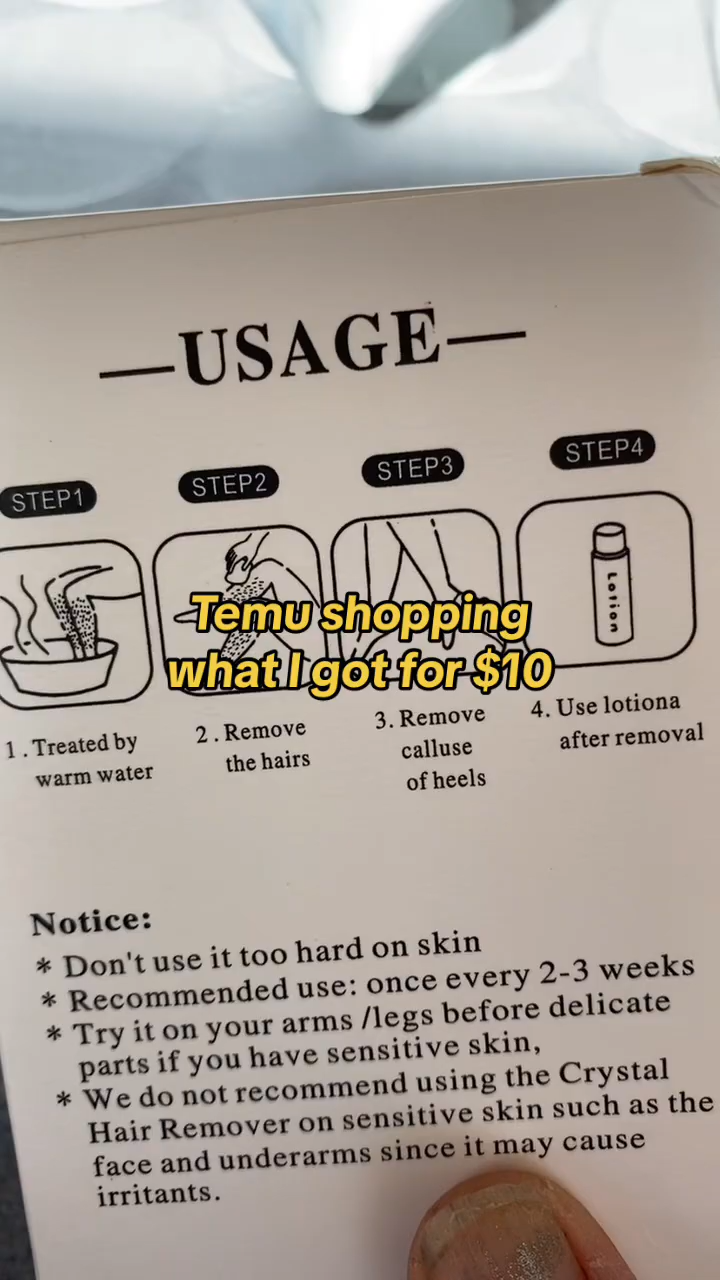 —USAGE—
STEP1
STEP2
STEP3
STEP4
Lotion
Temu shopping
what I got for $10
1. Treated by
warm water
2. Remove
the hairs
3. Remove
calluse
of heels
4. Use lotiona
after removal
Notice:
* Don't use it too hard on skin
* Recommended use: once every 2-3 weeks
* Try it on your arms /legs before delicate
parts if you have sensitive skin,
* We do not recommend using the Crystal
Hair Remover on sensitive skin such as the
face and underarms since it may cause
irritants.